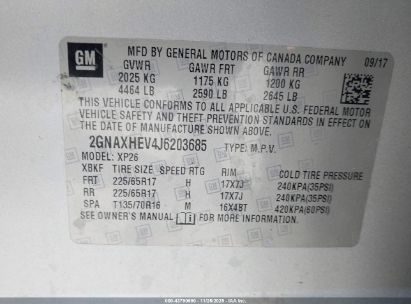 GM
MFD BY GENERAL MOTORS OF CANADA COMPANY
09/17
GVWR GAWR FRT GAWR RR
2025 KG 1175 KG 1200 KG
4464 LB 2590 LB 2645 LB
THIS VEHICLE CONFORMS TO ALL APPLICABLE U.S. FEDERAL MOTOR
VEHICLE SAFETY AND THEFT PREVENTION STANDARDS IN EFFECT ON
THE DATE OF MANUFACTURE SHOWN ABOVE.
2GNAXHEV4J6203685 TYPE: M.P.V.
MODEL: XP26
XBKF TIRE SIZE SPEED RTG RIM COLD TIRE PRESSURE
FRT 225/65R17 H 17X7J 240KPA(35PSI)
RR 225/65R17 H 17X7J 240KPA(35PSI)
SPA T135/70R16 M 16X4BT 420KPA(60PSI)
SEE OWNER MANUAL FOR MORE INFORMATION.